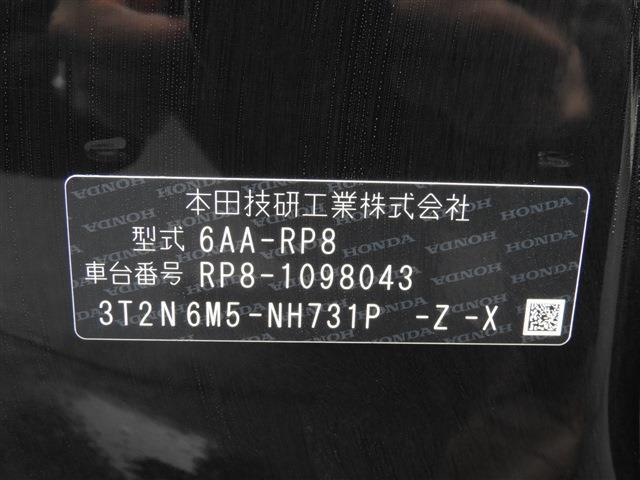 本田技研工業株式会社
型式 6AA-RP8
車台番号 RP8-1098043
3T2N6M5-NH731P -Z-X